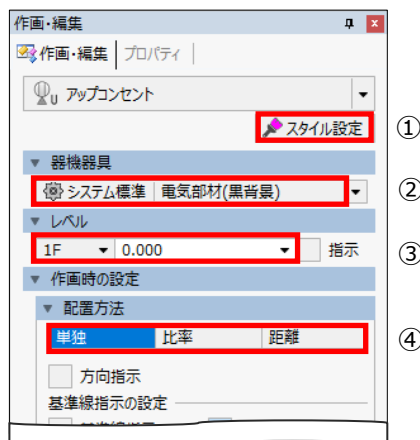 作画・編集
作画・編集 プロパティ
U アップコンセント
スタイル設定 ①
器機器具
システム標準 電気部材(黒背景) ②
レベル
1F 0.000 指示 ③
作画時の設定
配置方法
単独 比率 距離 ④
方向指示
基準線指示の設定